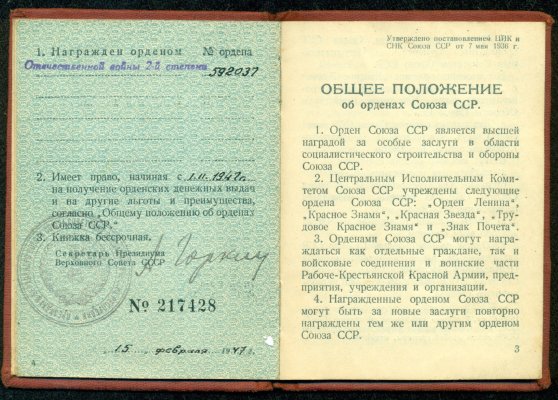 1. Награжден орденом № ордена
Отечественной войны 2-й степени 592037
2. Имеет право, начиная с 1.II.1947г.
на получение орденских денежных выдач
и на другие льготы и преимущества,
согласно „Общему положению об орденах
Союза ССР.“
3. Книжка бессрочная.
Секретарь Президиума
Верховного Совета СССР
А Горкин
№ 217428
15 февраля 1947 г.
4
Утверждено постановлением ЦИК и
СНК Союза ССР от 7 мая 1936 г.
ОБЩЕЕ ПОЛОЖЕНИЕ
об орденах Союза ССР.
1. Орден Союза ССР является высшей
наградой за особые заслуги в области
социалистического строительства и обороны
Союза ССР.
2. Центральным Исполнительным Коми-
тетом Союза ССР учреждены следующие
ордена Союза ССР: „Орден Ленина“,
„Красное Знамя“, „Красная Звезда“, „Тру-
довое Красное Знамя“ и „Знак Почета“.
3. Орденами Союза ССР могут награж-
даться как отдельные граждане, так и
войсковые соединения и воинские части
Рабоче-Крестьянской Красной Армии, пред-
приятия, учреждения и организации.
4. Награжденные орденом Союза ССР
могут быть за новые заслуги повторно
награждены тем же или другим орденом
Союза ССР.
3